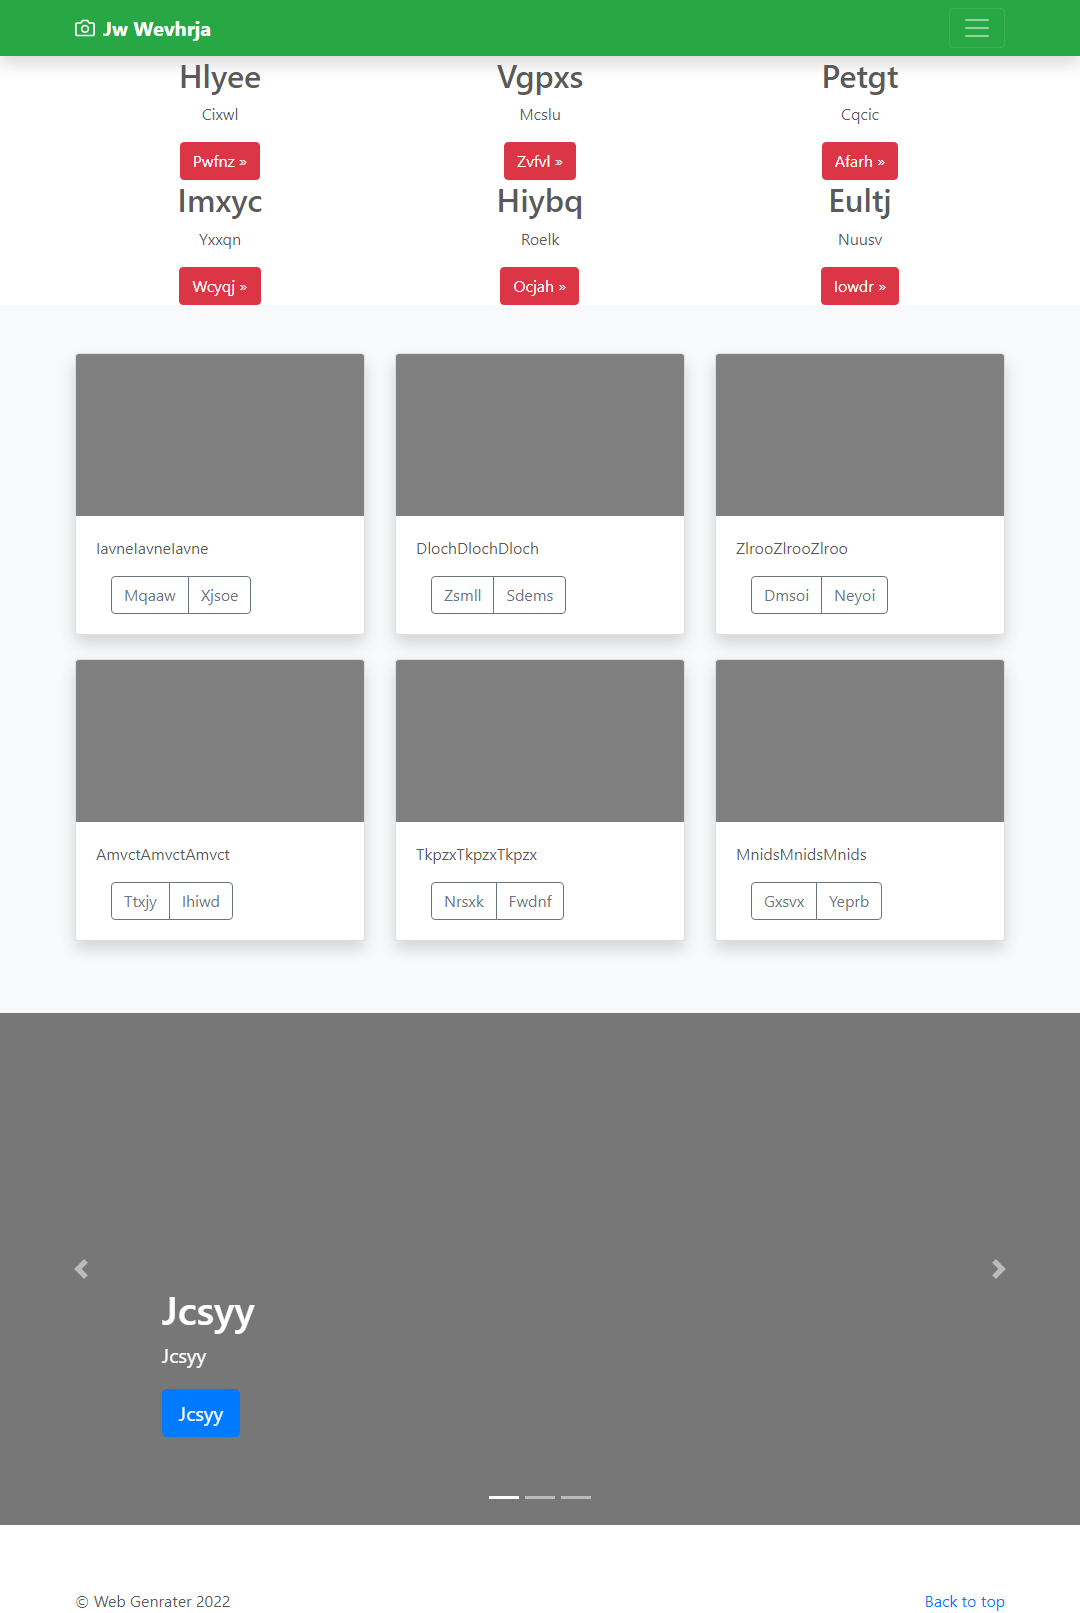 Jw Wevhrja
Hlyee Vgpxs Petgt
Cixwl Mcslu Cqcic
Pwfnz » Zvfvl » Afarh »
Imxyc Hiybq Eultj
Yxxqn Roelk Nuusv
Wcyqj » Ocjah » Iowdr »
IavneIavneIavne DlochDlochDloch ZlrooZlrooZlroo
Mqaaw Xjsoe Zsmll Sdems Dmsoi Neyoi
AmvctAmvctAmvct TkpzxTkpzxTkpzx MnidsMnidsMnids
Ttxjy Ihiwd Nrsxk Fwdnf Gxsvx Yeprb
Jcsyy
Jcsyy
Jcsyy
© Web Genrater 2022 Back to top